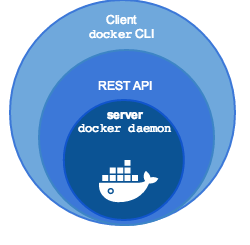 Client
docker CLI
REST API
server
docker daemon